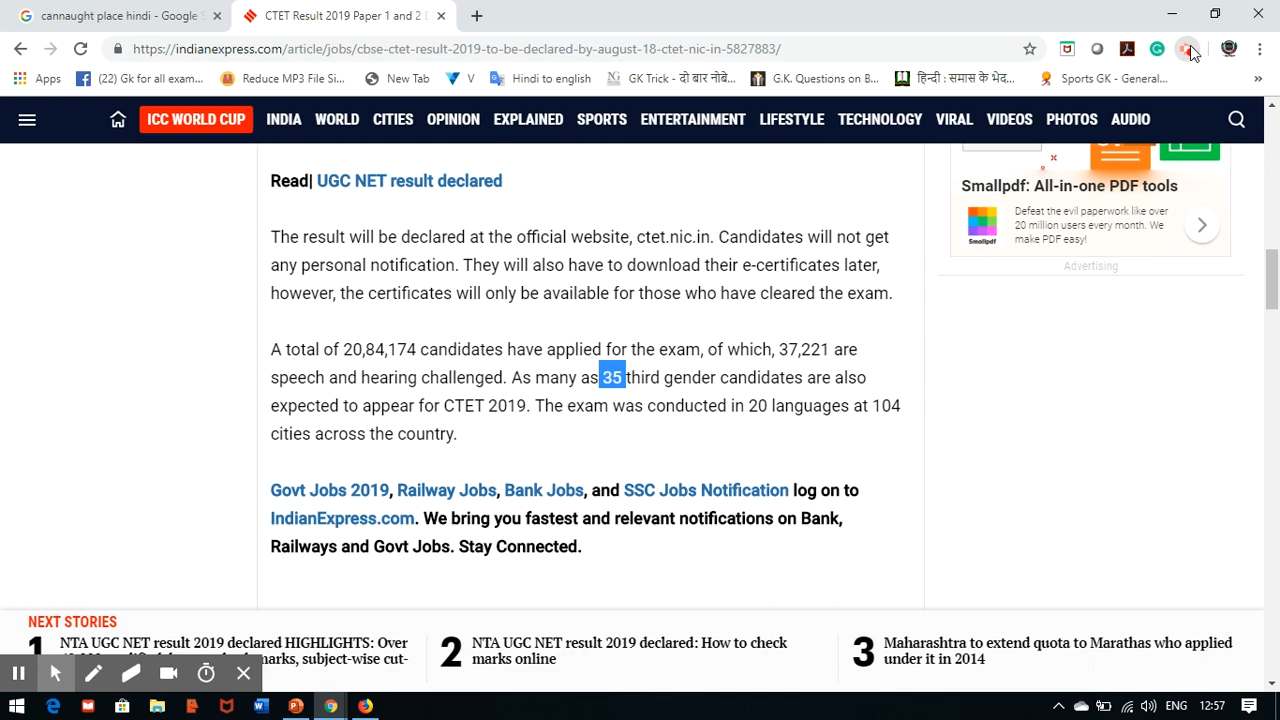 cannaught place hindi - Google S
CTET Result 2019 Paper 1 and 2 D
https://indianexpress.com/article/jobs/cbse-ctet-result-2019-to-be-declared-by-august-18-ctet-nic-in-5827883/
Apps
(22) Gk for all exam...
Reduce MP3 File Si...
New Tab
V
Hindi to english
GK Trick - दो बार नोबे...
G.K. Questions on B...
हिन्दी : समास के भेद...
Sports GK - General...
ICC WORLD CUP INDIA WORLD CITIES OPINION EXPLAINED SPORTS ENTERTAINMENT LIFESTYLE TECHNOLOGY VIRAL VIDEOS PHOTOS AUDIO
Read| UGC NET result declared
The result will be declared at the official website, ctet.nic.in. Candidates will not get
any personal notification. They will also have to download their e-certificates later,
however, the certificates will only be available for those who have cleared the exam.
A total of 20,84,174 candidates have applied for the exam, of which, 37,221 are
speech and hearing challenged. As many as 35 third gender candidates are also
expected to appear for CTET 2019. The exam was conducted in 20 languages at 104
cities across the country.
Govt Jobs 2019, Railway Jobs, Bank Jobs, and SSC Jobs Notification log on to
IndianExpress.com. We bring you fastest and relevant notifications on Bank,
Railways and Govt Jobs. Stay Connected.
Smallpdf: All-in-one PDF tools
Defeat the evil paperwork like over
20 million users every month. We
make PDF easy!
Smallpdf
Advertising
NEXT STORIES
1 NTA UGC NET result 2019 declared HIGHLIGHTS: Over
marks, subject-wise cut-
2 NTA UGC NET result 2019 declared: How to check
marks online
3 Maharashtra to extend quota to Marathas who applied
under it in 2014
ENG 12:57